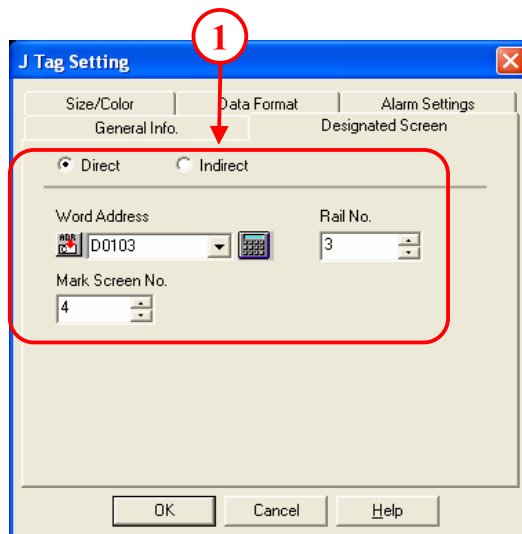 1
J Tag Setting
Size/Color Data Format Alarm Settings
General Info. Designated Screen
Direct Indirect
Word Address Rail No.
ADR D0103 3
Mark Screen No.
4
OK Cancel Help